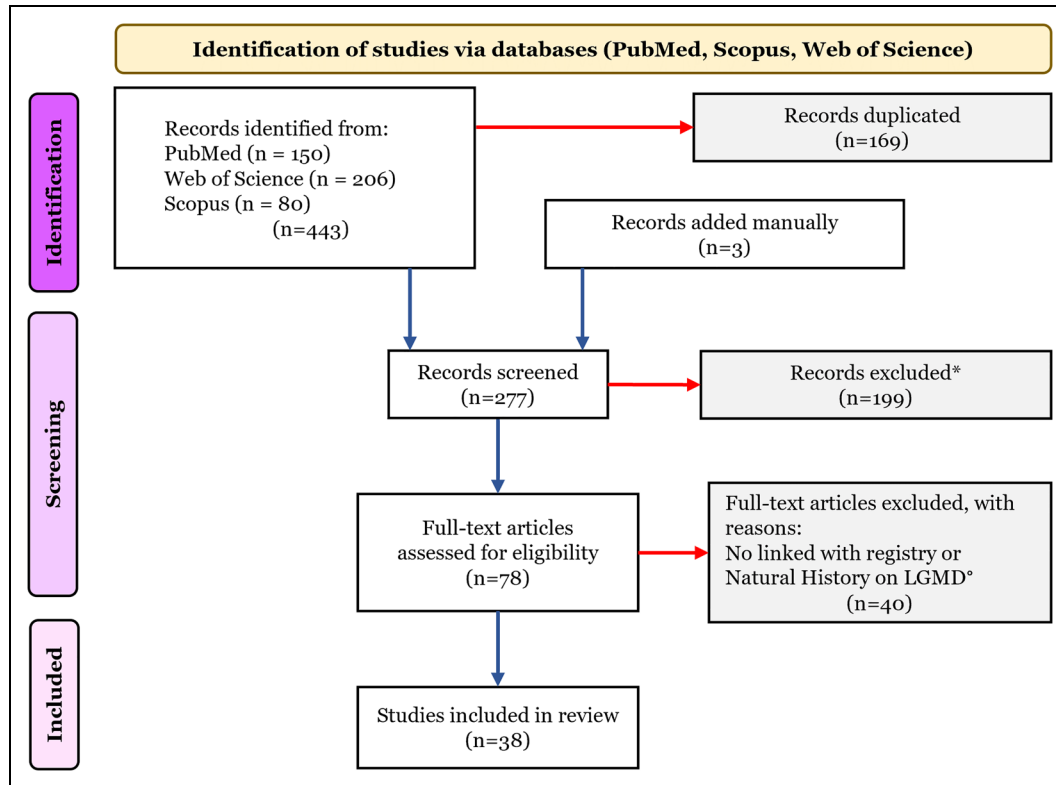 Identification of studies via databases (PubMed, Scopus, Web of Science)
Identification
Records identified from:
PubMed (n = 150)
Web of Science (n = 206)
Scopus (n = 80)
(n=443)
Records duplicated
(n=169)
Records added manually
(n=3)
Screening
Records screened
(n=277)
Records excluded*
(n=199)
Full-text articles
assessed for eligibility
(n=78)
Full-text articles excluded, with
reasons:
No linked with registry or
Natural History on LGMD°
(n=40)
Included
Studies included in review
(n=38)